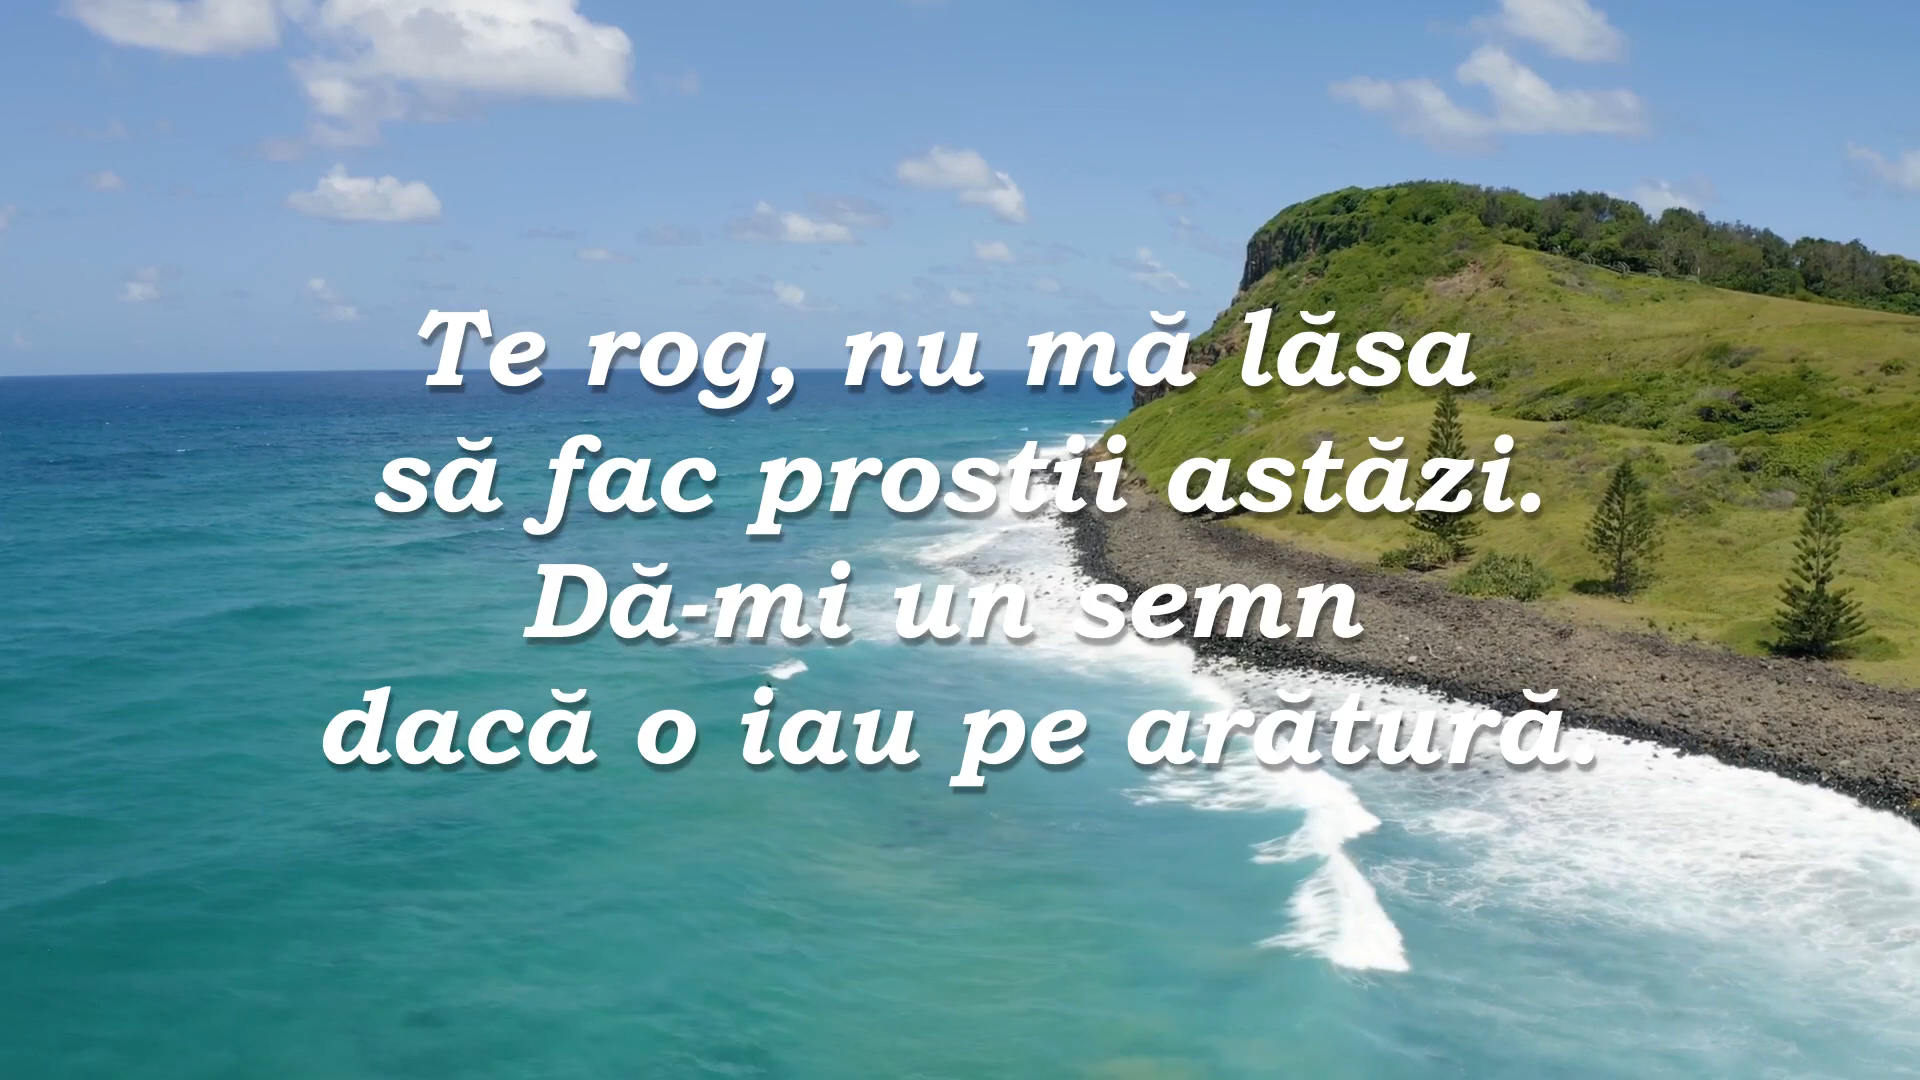 Te rog, nu mă lăsa
să fac prostii astăzi.
Dă-mi un semn
dacă o iau pe arătură.